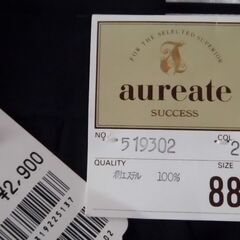 FOR THE SELECTED SUPERIOR
aureate
SUCCESS
NO.
COL
519302
2
QUALITY
SIZE
ポリエステル 100%
88
¥2,900
319225137